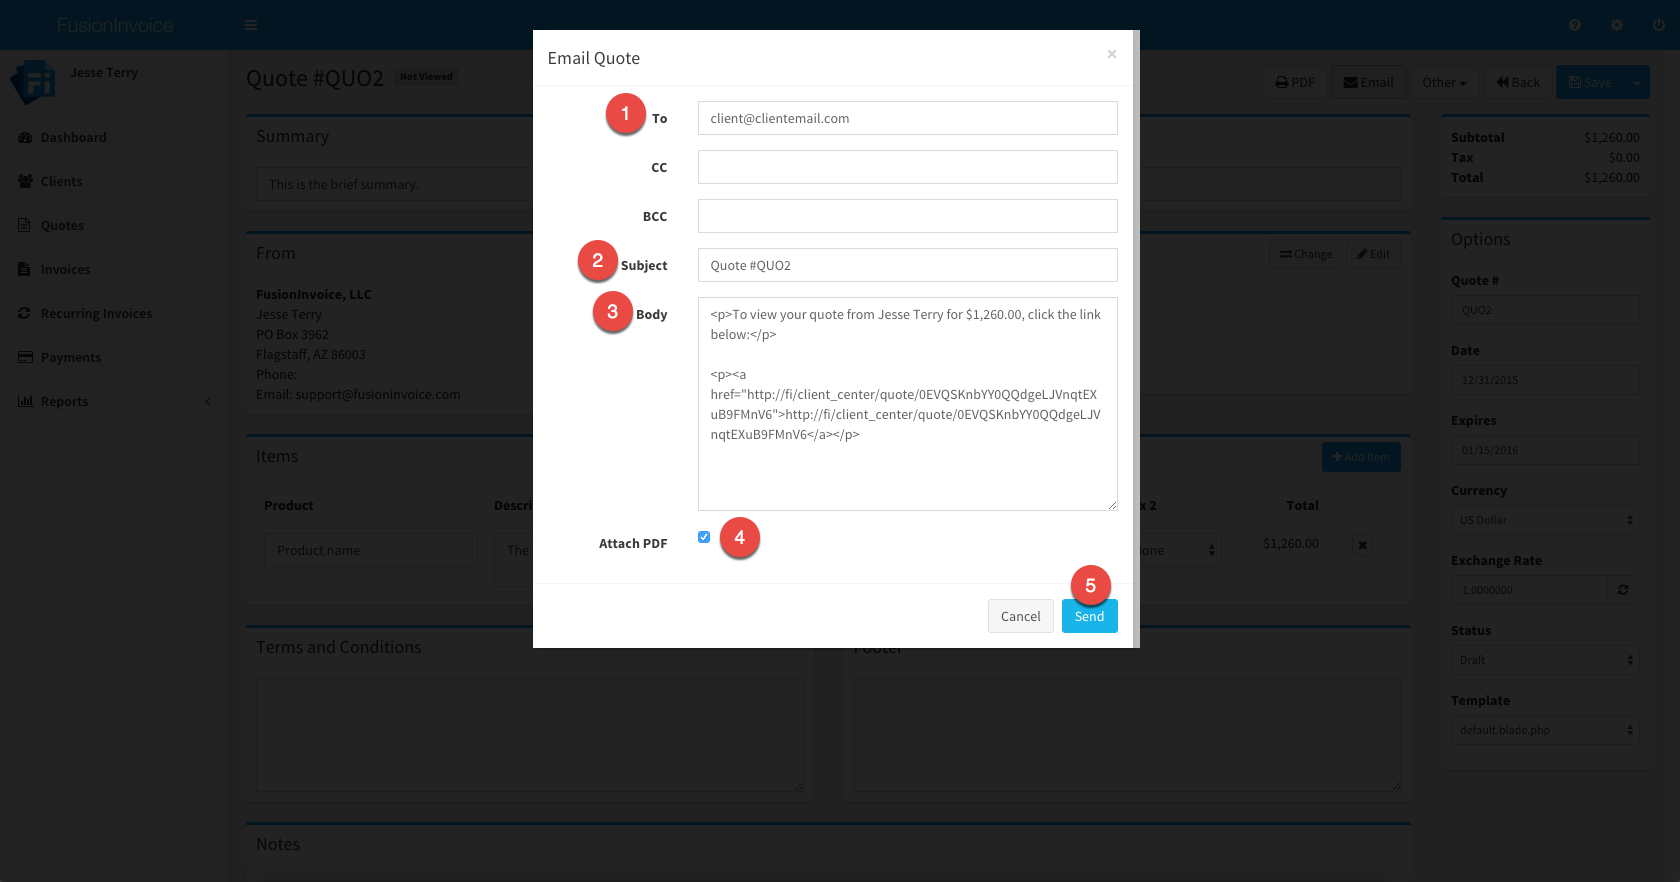 FusionInvoice
Jesse Terry
Dashboard
Clients
Quotes
Invoices
Recurring Invoices
Payments
Reports
Quote #QUO2 Not Viewed
PDF Email Other Back Save
Summary
This is the brief summary.
From
Change Edit
FusionInvoice, LLC
Jesse Terry
PO Box 3962
Flagstaff, AZ 86003
Phone:
Email: support@fusioninvoice.com
Items
Add Item
Product Descri x 2 Total
Product name The one $1,260.00
Terms and Conditions
Footer
Notes
Email Quote ×
1 To client@clientemail.com
CC
BCC
2 Subject Quote #QUO2
3 Body
<p>To view your quote from Jesse Terry for $1,260.00, click the link
below:</p>
<p><a
href="http://fi/client_center/quote/0EVQSKnbYY0QQdgeLJVnqtEX
uB9FMnV6">http://fi/client_center/quote/0EVQSKnbYY0QQdgeLJV
nqtEXuB9FMnV6</a></p>
Attach PDF 4
5
Cancel Send
Subtotal $1,260.00
Tax $0.00
Total $1,260.00
Options
Quote #
QUO2
Date
12/31/2015
Expires
01/15/2016
Currency
US Dollar
Exchange Rate
1.0000000
Status
Draft
Template
default.blade.php